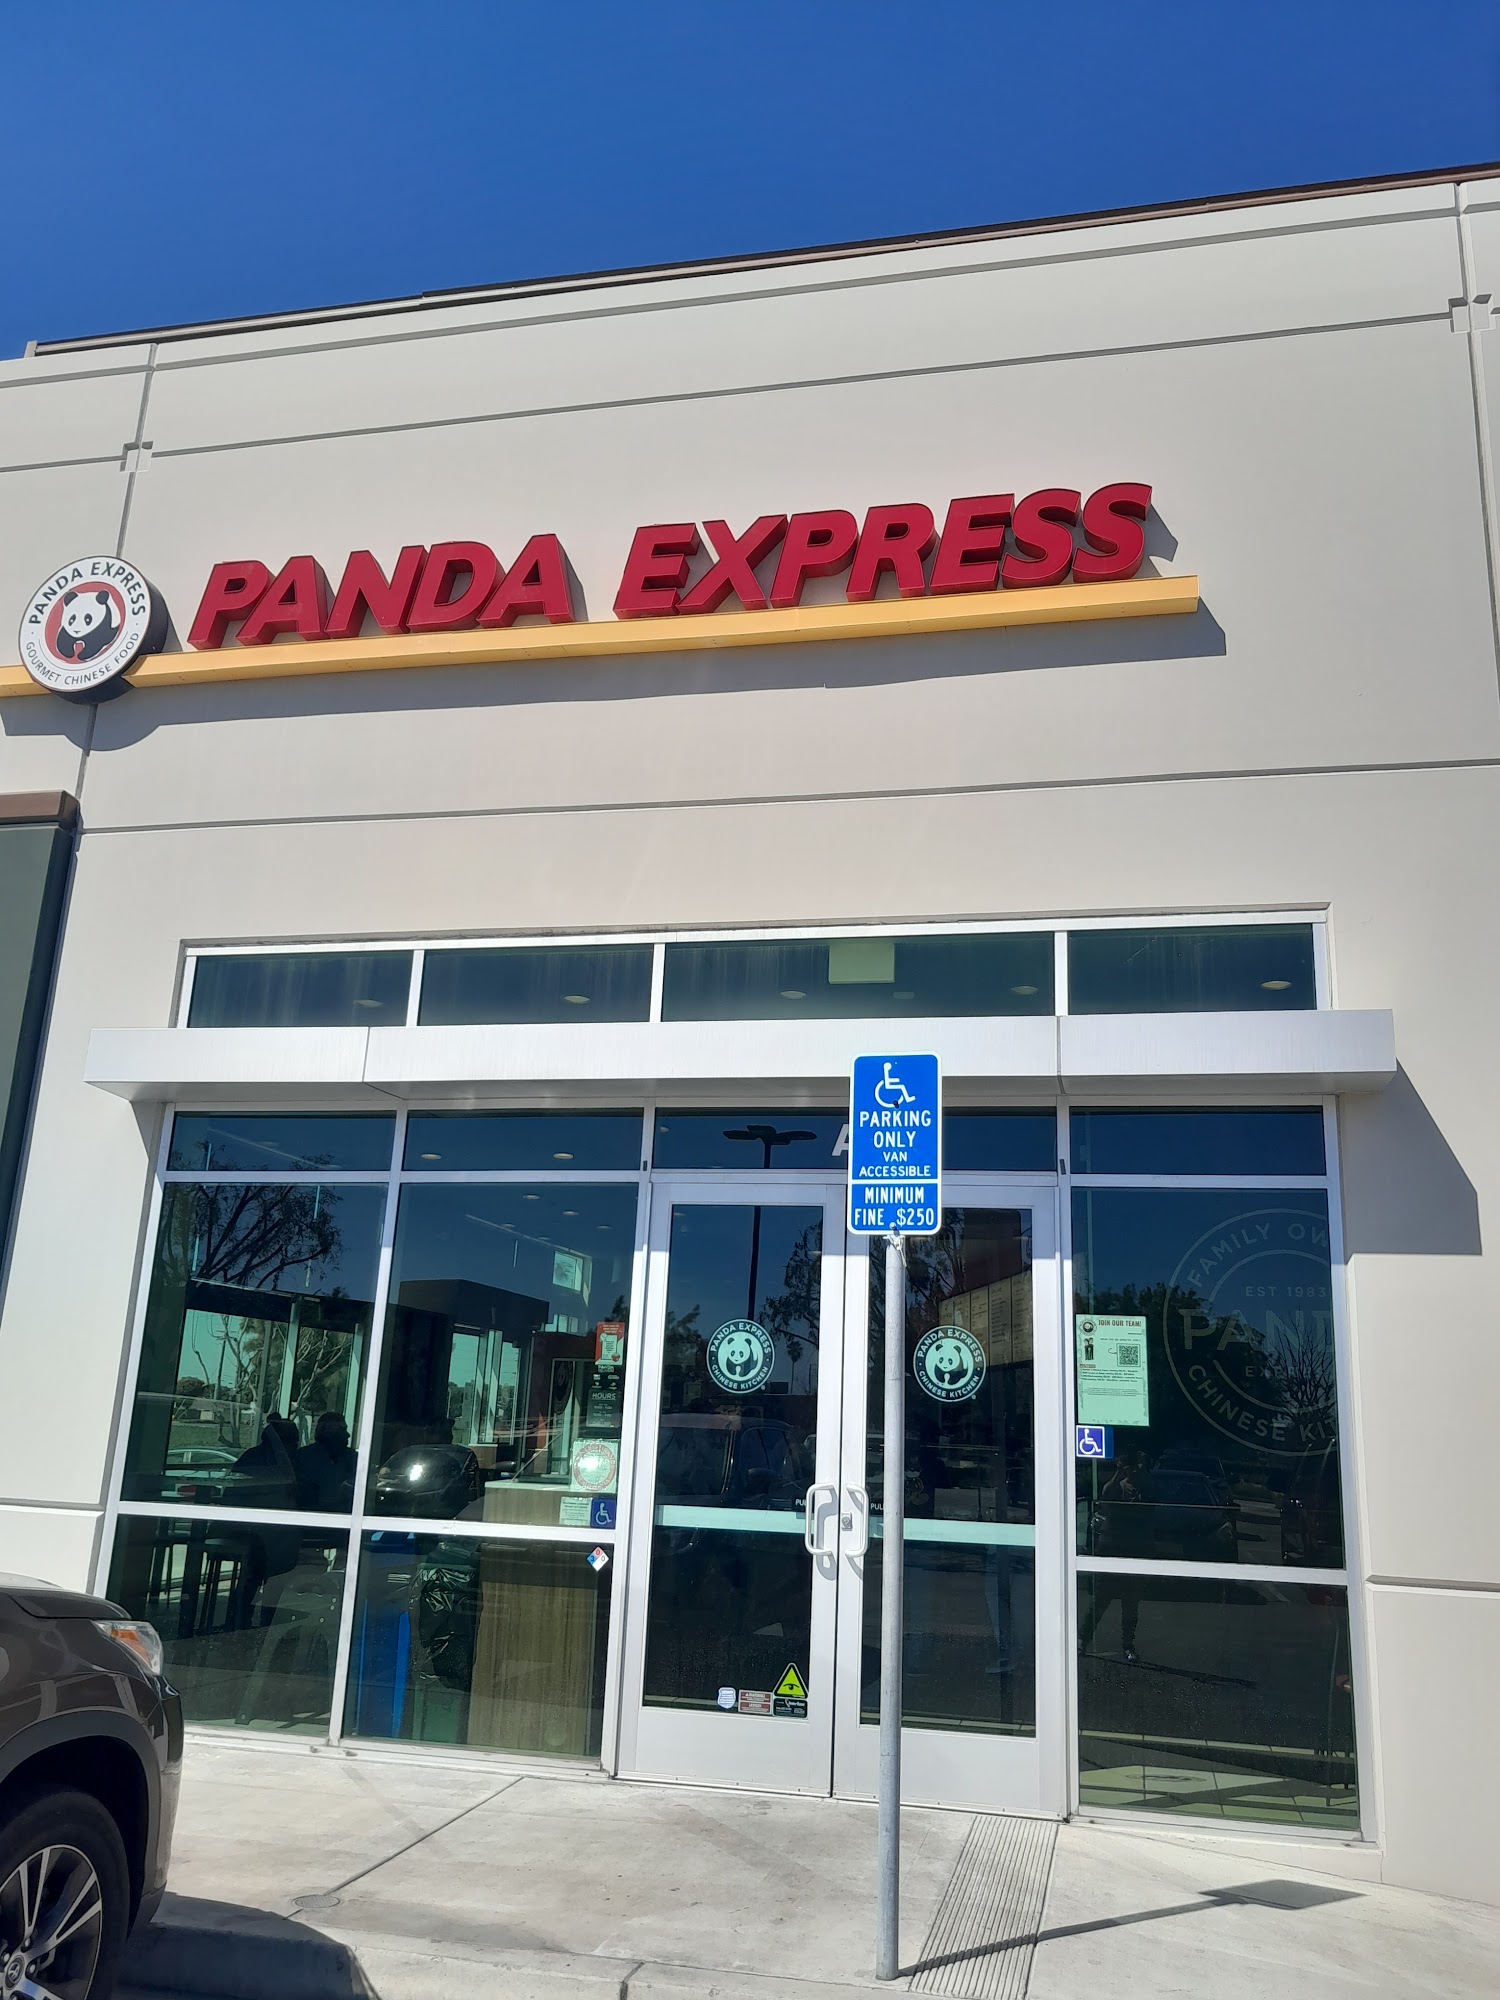 PANDA EXPRESS
PANDA EXPRESS
GOURMET CHINESE FOOD
A
PARKING
ONLY
VAN
ACCESSIBLE
MINIMUM
FINE $250
FAMILY OW
EST 1983
CHINESE KI
PANDA EXPRESS
CHINESE KITCHEN
PANDA EXPRESS
CHINESE KITCHEN
JOIN OUR TEAM!
HOURS